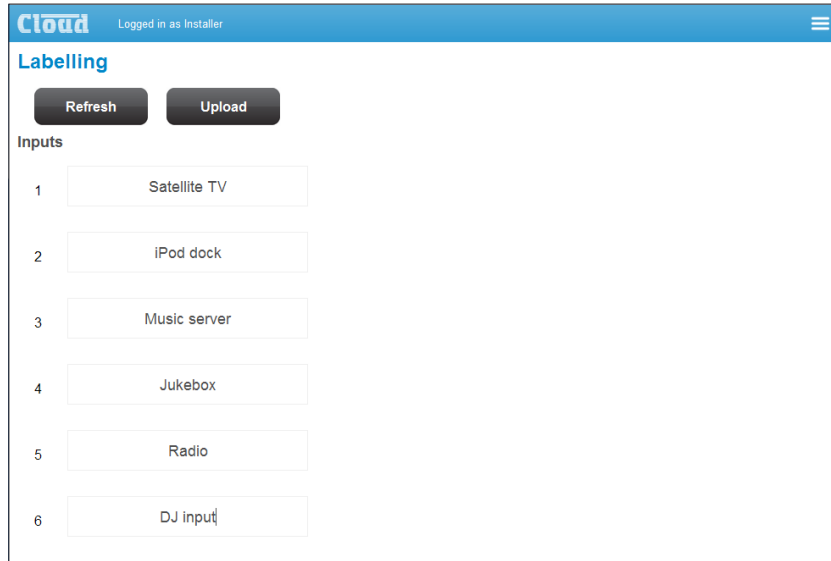 Cloud Logged in as Installer
Labelling
Refresh Upload
Inputs
1 Satellite TV
2 iPod dock
3 Music server
4 Jukebox
5 Radio
6 DJ input